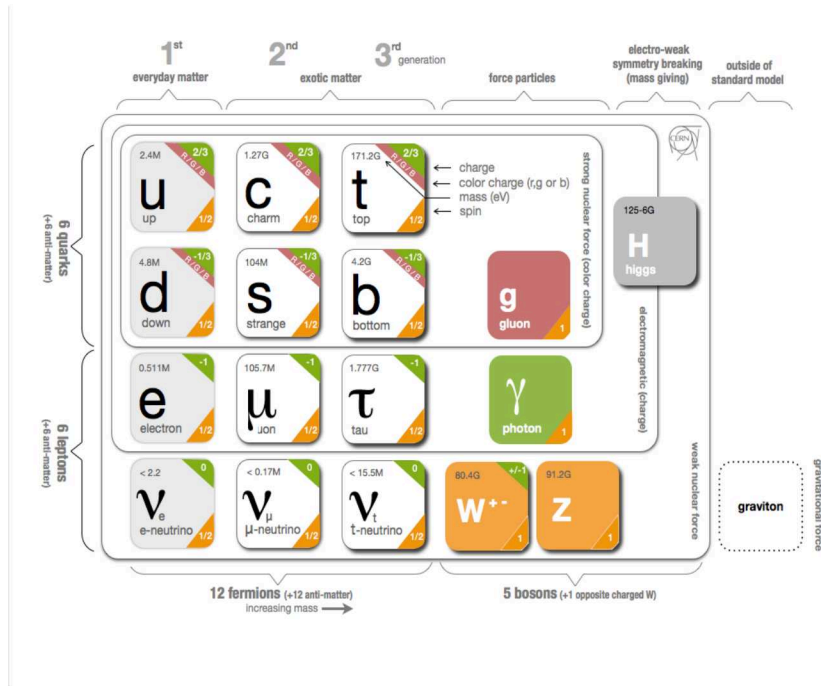 1st 2nd 3rd generation
everyday matter exotic matter force particles
electro-weak
symmetry breaking
(mass giving)
outside of
standard model
CERN
6 quarks
(+6 anti-matter)
2.4M 2/3 R/G/B
u
up 1/2
1.27G 2/3 R/G/B
c
charm 1/2
171.2G 2/3 R/G/B
t
top 1/2
charge
color charge (r,g or b)
mass (eV)
spin
4.8M -1/3 R/G/B
d
down 1/2
104M -1/3 R/G/B
s
strange 1/2
4.2G -1/3 R/G/B
b
bottom 1/2
g
gluon 1
strong nuclear force (color charge)
125-6G
H
higgs
6 leptons
(+6 anti-matter)
0.511M -1
e
electron 1/2
105.7M -1
μ
uon 1/2
1.777G -1
τ
tau 1/2
γ
photon 1
electromagnetic (charge)
< 2.2 0
νe
e-neutrino 1/2
< 0.17M 0
νμ
μ-neutrino 1/2
< 15.5M 0
νt
t-neutrino 1/2
80.4G +/-1
W+-
1
91.2G
Z
1
weak nuclear force
graviton
gravitational force
12 fermions (+12 anti-matter)
increasing mass
5 bosons (+1 opposite charged W)